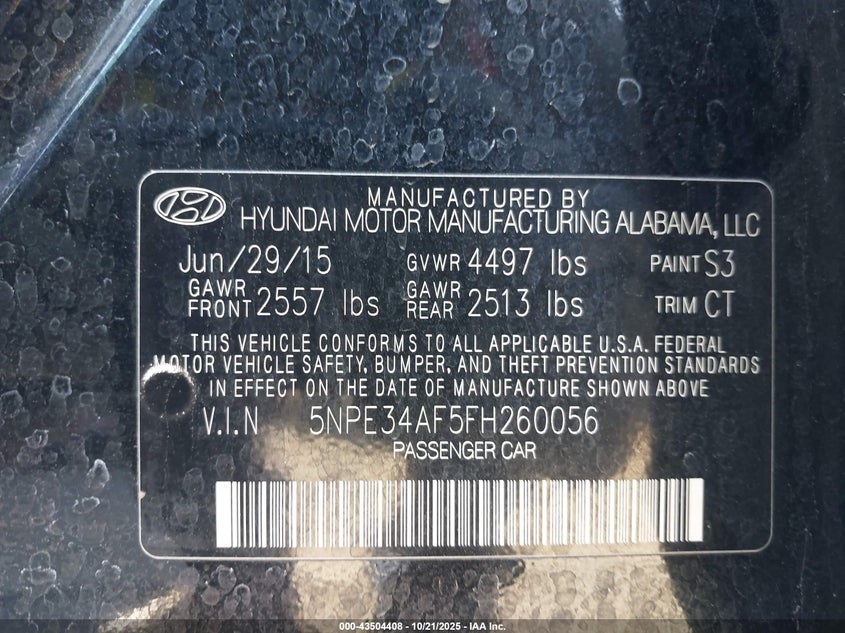 MANUFACTURED BY
HYUNDAI MOTOR MANUFACTURING ALABAMA, LLC
Jun/29/15 GVWR 4497 lbs PAINT S3
GAWR FRONT 2557 lbs GAWR REAR 2513 lbs TRIM CT
THIS VEHICLE CONFORMS TO ALL APPLICABLE U.S.A. FEDERAL
MOTOR VEHICLE SAFETY, BUMPER, AND THEFT PREVENTION STANDARDS
IN EFFECT ON THE DATE OF MANUFACTURE SHOWN ABOVE
V.I.N 5NPE34AF5FH260056
PASSENGER CAR
000-43504408 - 10/21/2025 - IAA Inc.